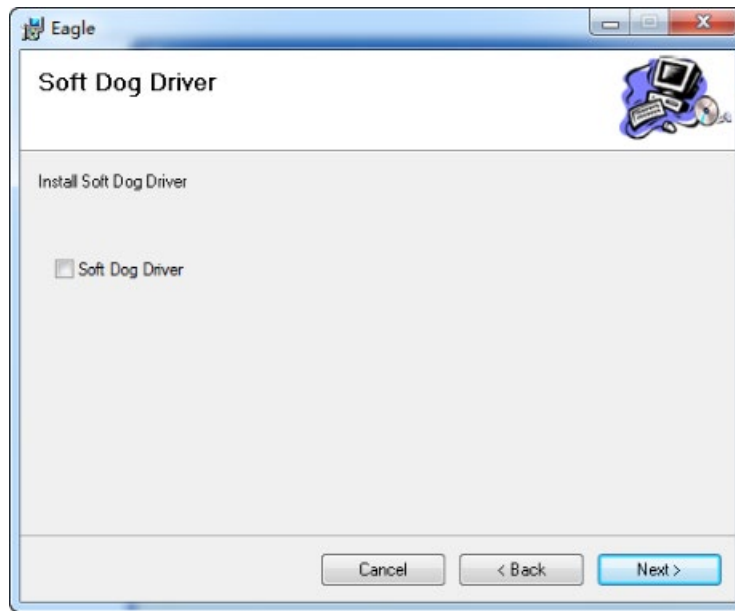 Eagle
Soft Dog Driver
Install Soft Dog Driver
Soft Dog Driver
Cancel
< Back
Next >